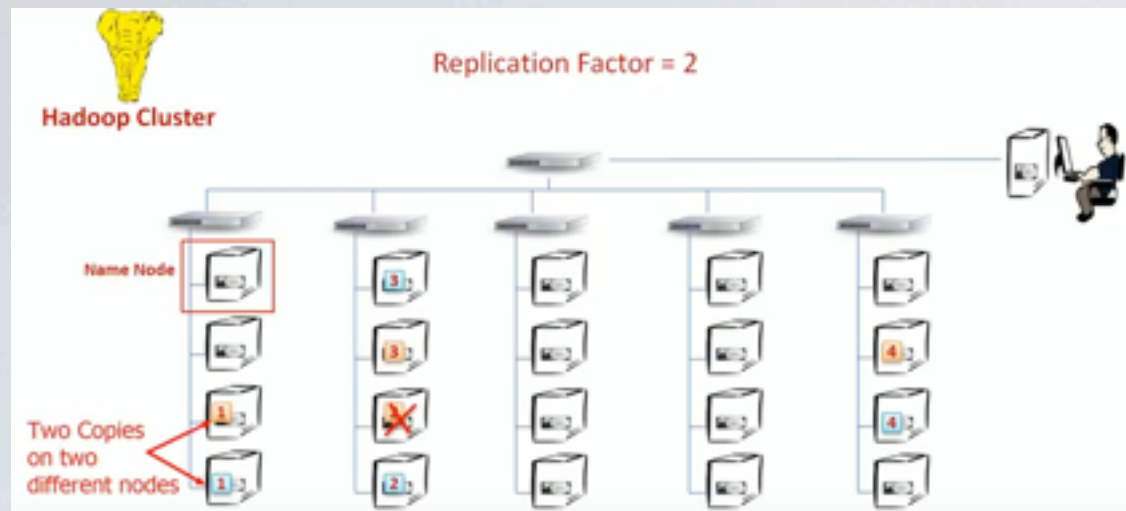 Replication Factor = 2
Hadoop Cluster
Name Node
3
3
4
1
4
Two Copies
on two
different nodes
1
2